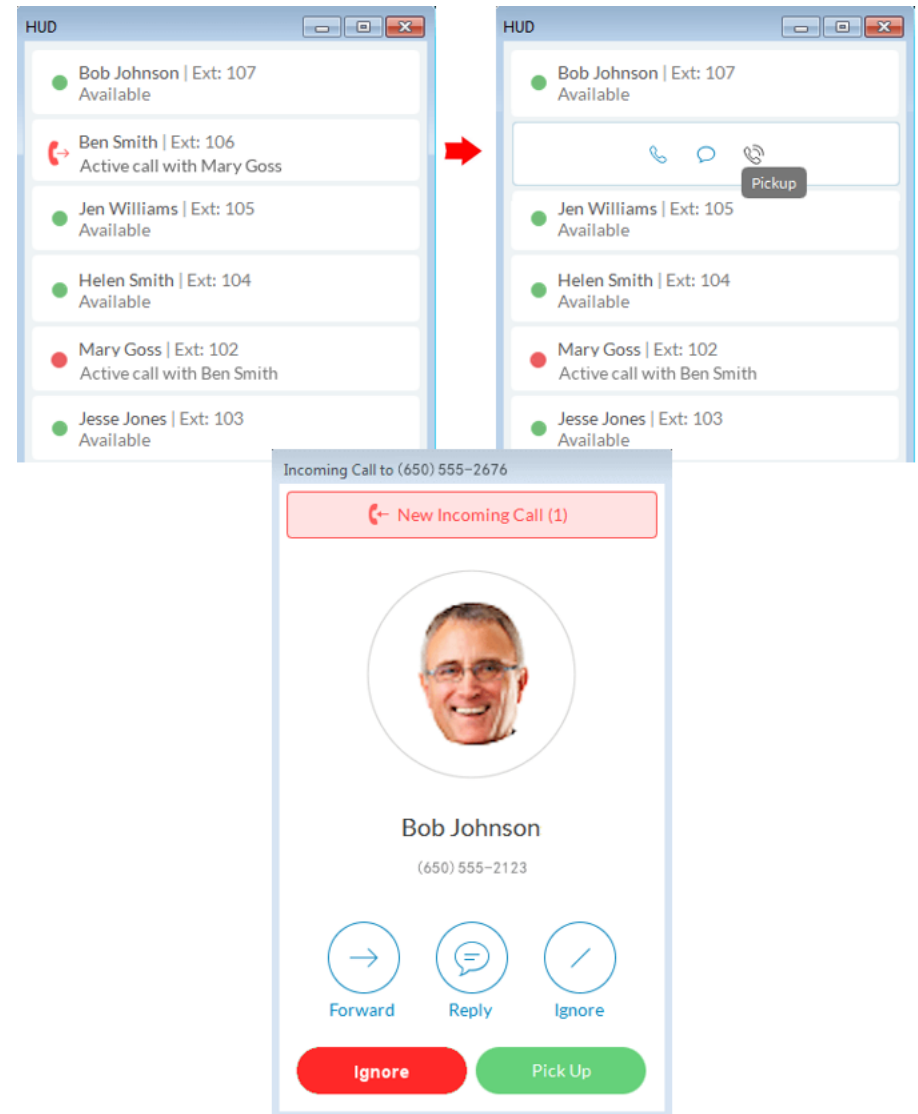 HUD
Bob Johnson | Ext: 107
Available
Ben Smith | Ext: 106
Active call with Mary Goss
Jen Williams | Ext: 105
Available
Helen Smith | Ext: 104
Available
Mary Goss | Ext: 102
Active call with Ben Smith
Jesse Jones | Ext: 103
Available
HUD
Bob Johnson | Ext: 107
Available
Pickup
Jen Williams | Ext: 105
Available
Helen Smith | Ext: 104
Available
Mary Goss | Ext: 102
Active call with Ben Smith
Jesse Jones | Ext: 103
Available
Incoming Call to (650) 555-2676
New Incoming Call (1)
Bob Johnson
(650) 555-2123
Forward Reply Ignore
Ignore Pick Up